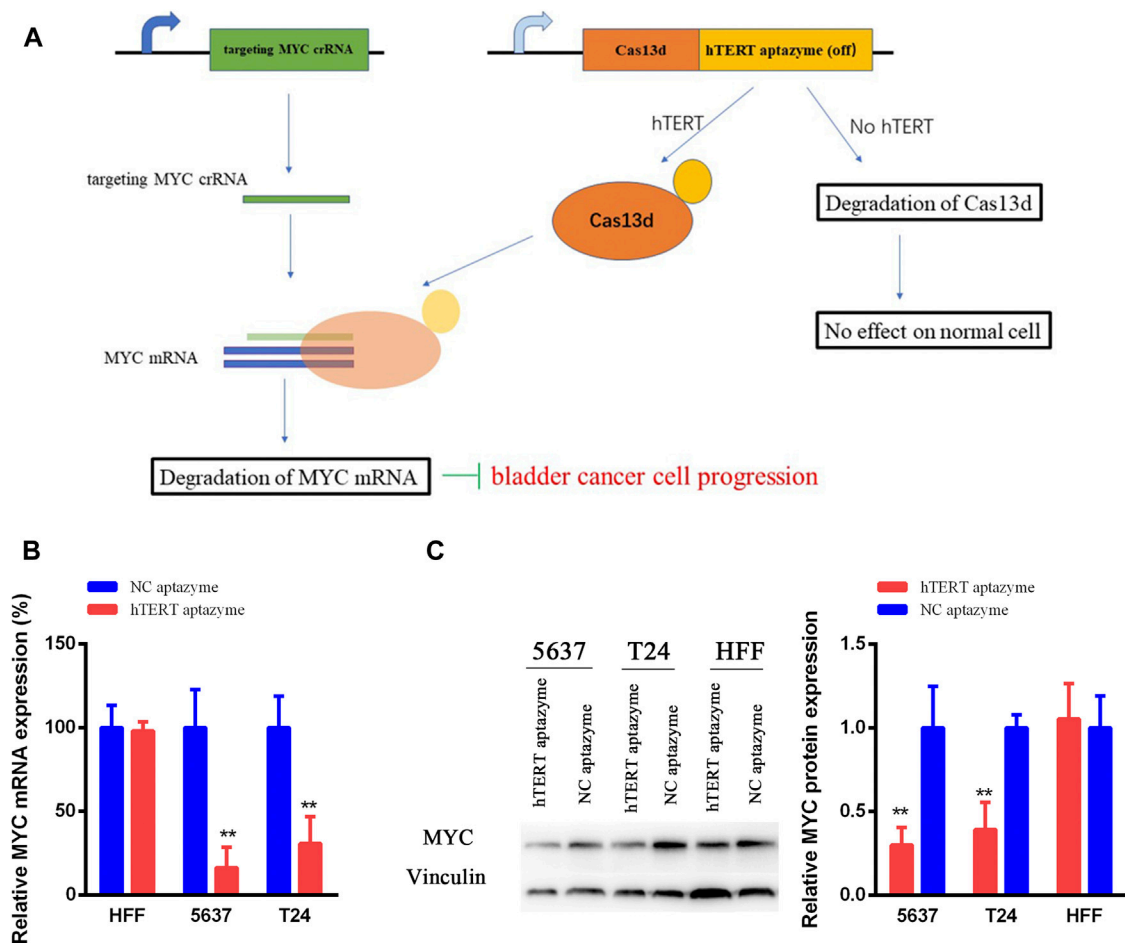 A
targeting MYC crRNA
Cas13d
hTERT aptazyme (off)
hTERT
No hTERT
targeting MYC crRNA
Cas13d
Degradation of Cas13d
No effect on normal cell
MYC mRNA
Degradation of MYC mRNA
bladder cancer cell progression
B
NC aptazyme
hTERT aptazyme
Relative MYC mRNA expression (%)
150
100
50
0
**
**
HFF
5637
T24
C
5637
T24
HFF
hTERT aptazyme
NC aptazyme
hTERT aptazyme
NC aptazyme
hTERT aptazyme
NC aptazyme
MYC
Vinculin
hTERT aptazyme
NC aptazyme
Relative MYC protein expression
1.5
1.0
0.5
0.0
**
**
5637
T24
HFF